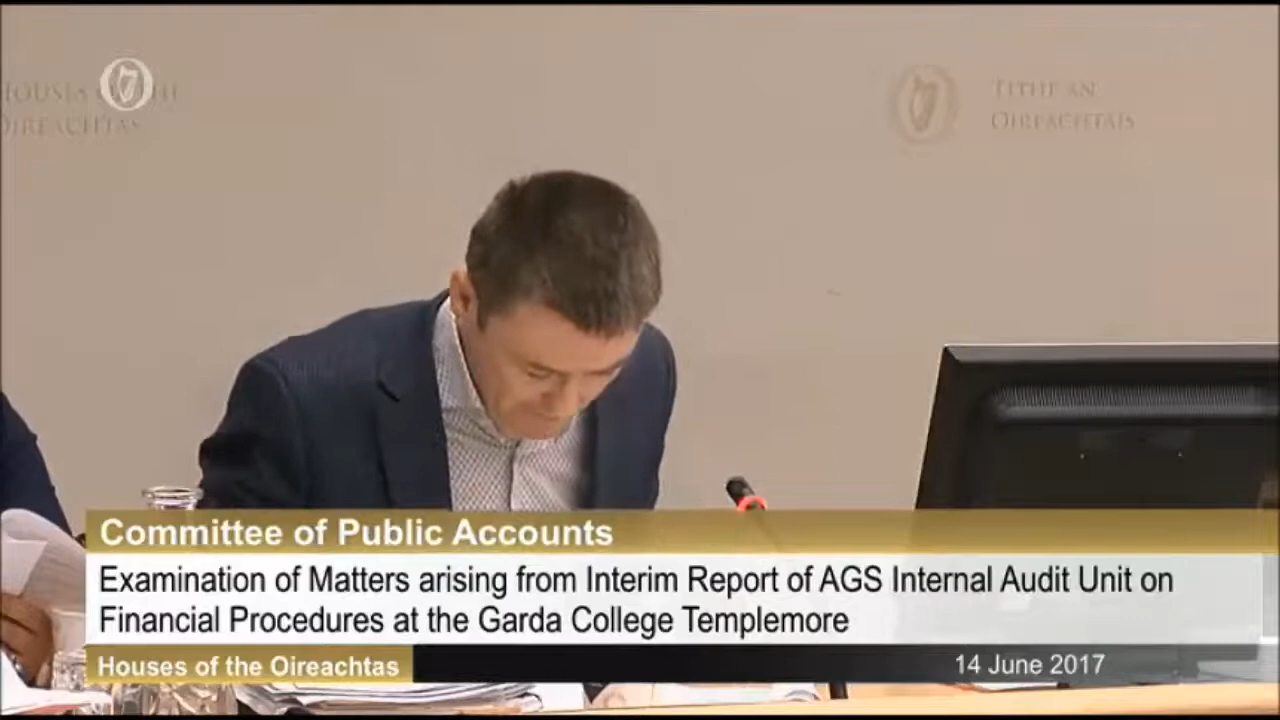 HOUSES OF THE
OIREACHTAS
TITHE AN
OIREACHTAIS
Committee of Public Accounts
Examination of Matters arising from Interim Report of AGS Internal Audit Unit on
Financial Procedures at the Garda College Templemore
Houses of the Oireachtas
14 June 2017